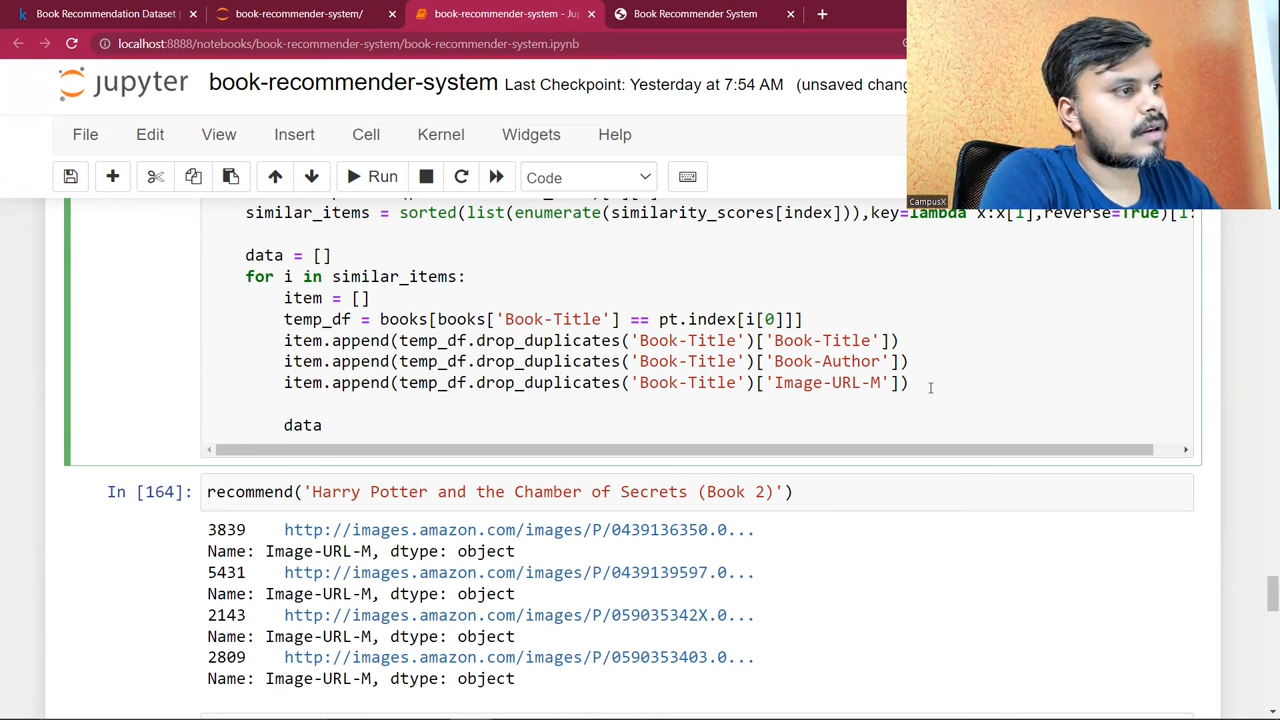 Book Recommendation Dataset
book-recommender-system/
book-recommender-system - Jup
Book Recommender System
localhost:8888/notebooks/book-recommender-system/book-recommender-system.ipynb
jupyter book-recommender-system Last Checkpoint: Yesterday at 7:54 AM (unsaved chang
File Edit View Insert Cell Kernel Widgets Help
Run Code
CampusX
similar_items = sorted(list(enumerate(similarity_scores[index])),key=lambda x:x[1],reverse=True)[1:
data = []
for i in similar_items:
item = []
temp_df = books[books['Book-Title'] == pt.index[i[0]]]
item.append(temp_df.drop_duplicates('Book-Title')['Book-Title'])
item.append(temp_df.drop_duplicates('Book-Title')['Book-Author'])
item.append(temp_df.drop_duplicates('Book-Title')['Image-URL-M'])
data
In [164]: recommend('Harry Potter and the Chamber of Secrets (Book 2)')
3839 http://images.amazon.com/images/P/0439136350.0...
Name: Image-URL-M, dtype: object
5431 http://images.amazon.com/images/P/0439139597.0...
Name: Image-URL-M, dtype: object
2143 http://images.amazon.com/images/P/059035342X.0...
Name: Image-URL-M, dtype: object
2809 http://images.amazon.com/images/P/0590353403.0...
Name: Image-URL-M, dtype: object